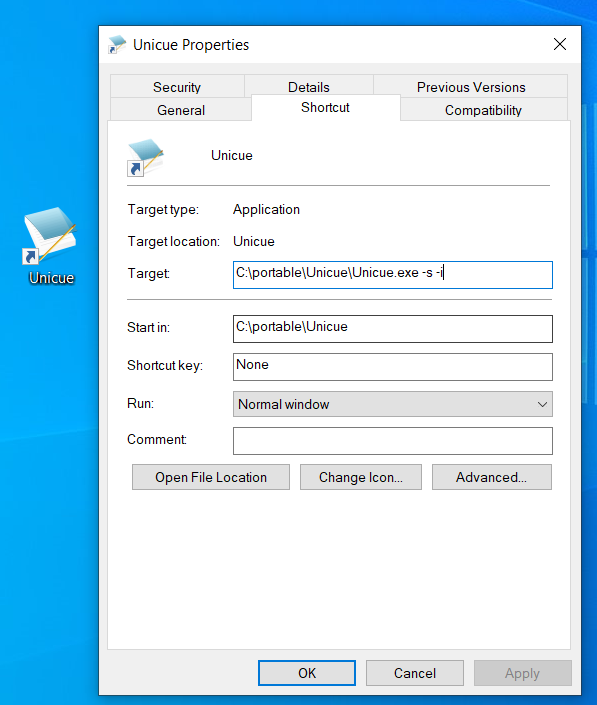 Unicue Properties
Security Details Previous Versions
General Shortcut Compatibility
Unicue
Target type: Application
Target location: Unicue
Target: C:\portable\Unicue\Unicue.exe -s -i
Start in: C:\portable\Unicue
Shortcut key: None
Run: Normal window
Comment:
Open File Location Change Icon... Advanced...
OK Cancel Apply
Unicue